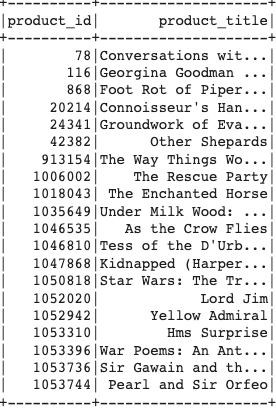 +----------+--------------------+
|product_id|       product_title|
+----------+--------------------+
|        78|Conversations wit...|
|       116|Georgina Goodman ...|
|       868|Foot Rot of Piper...|
|     20214|Connoisseur's Han...|
|     24341|Groundwork of Eva...|
|     42382|      Other Shepards|
|    913154|The Way Things Wo...|
|   1006002|    The Rescue Party|
|   1018043| The Enchanted Horse|
|   1035649|Under Milk Wood: ...|
|   1046535|   As the Crow Flies|
|   1046810|Tess of the D'Urb...|
|   1047868|Kidnapped (Harper...|
|   1050818|Star Wars: The Tr...|
|   1052020|            Lord Jim|
|   1052942|      Yellow Admiral|
|   1053310|        Hms Surprise|
|   1053396|War Poems: An Ant...|
|   1053736|Sir Gawain and th...|
|   1053744| Pearl and Sir Orfeo|
+----------+--------------------+